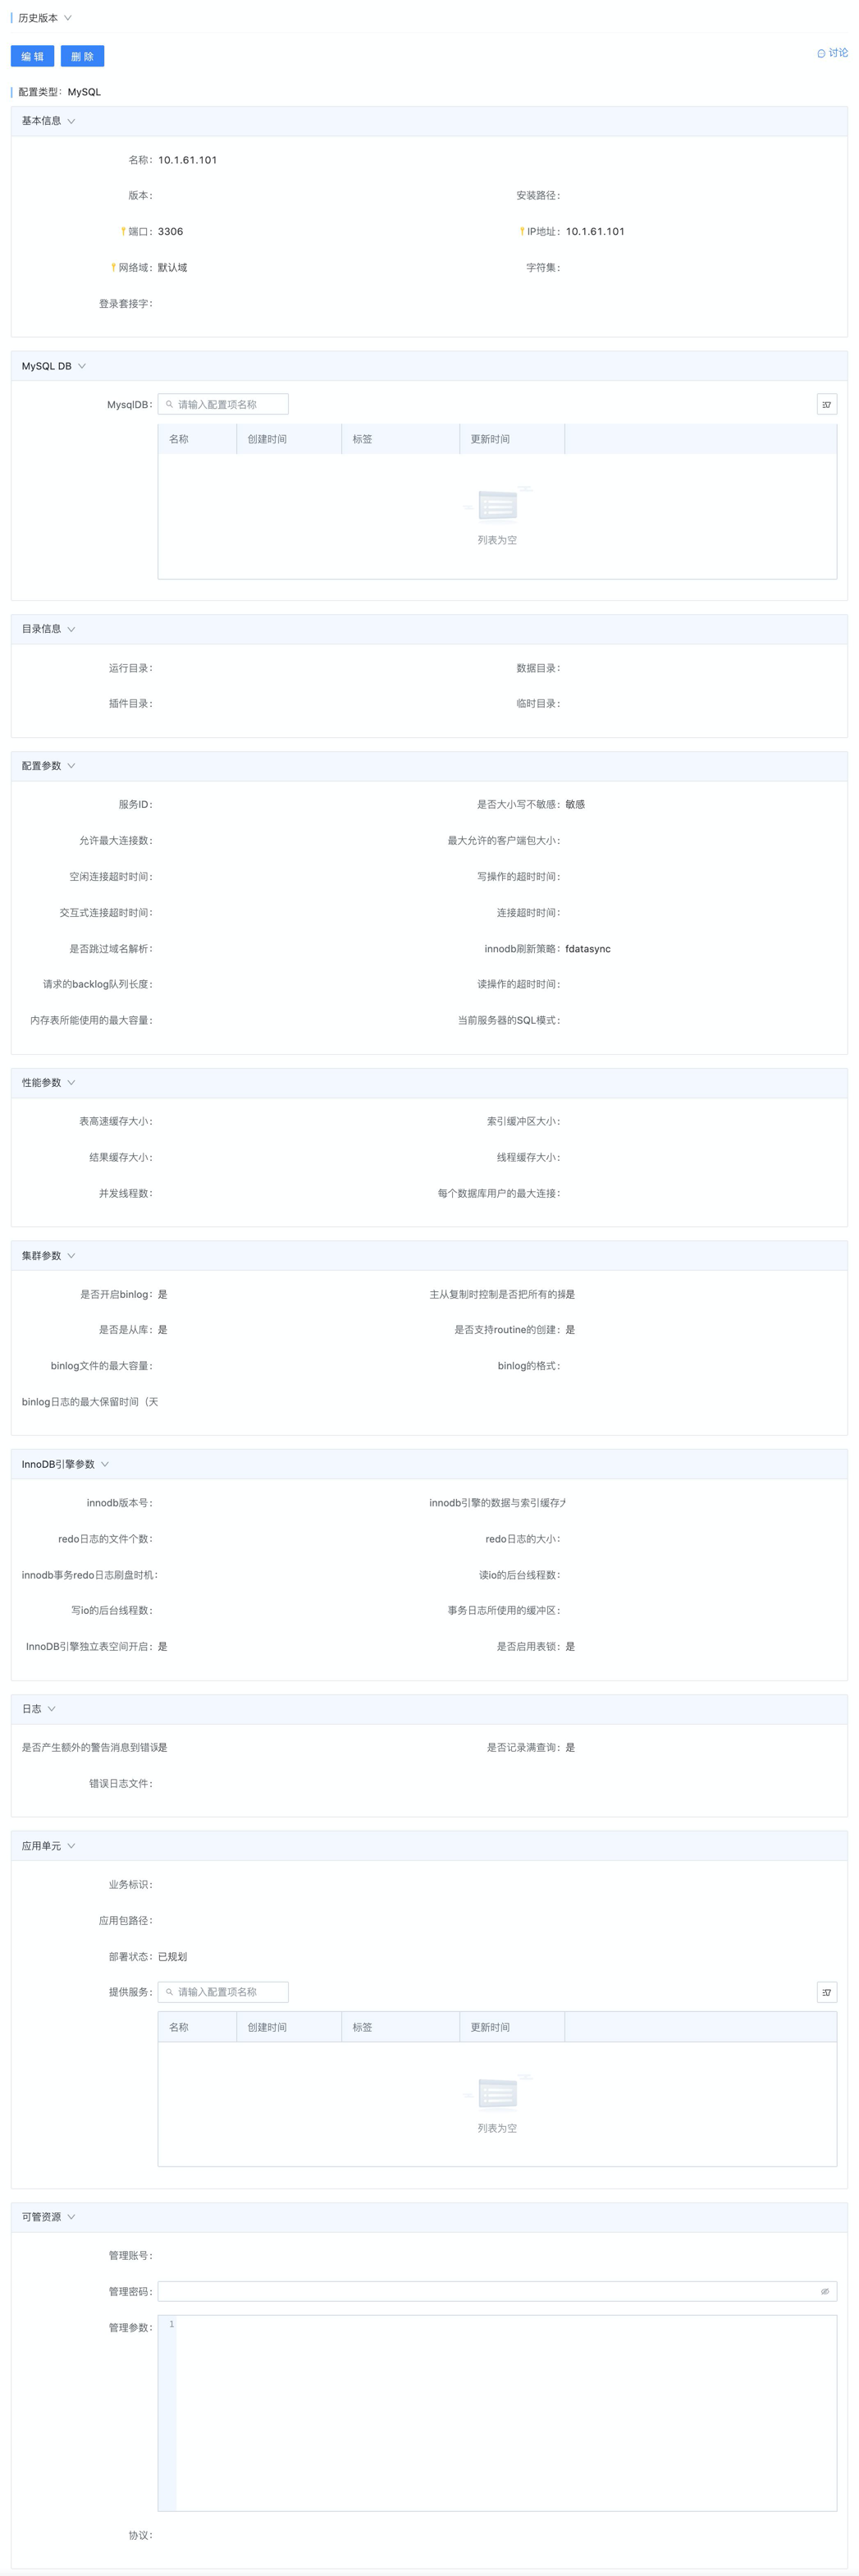 历史版本
编 辑 删 除 讨论
配置类型：MySQL
基本信息
名称：10.1.61.101
版本： 安装路径：
端口：3306 IP地址：10.1.61.101
网络域：默认域 字符集：
登录套接字：
MySQL DB
MysqlDB： 请输入配置项名称
名称 创建时间 标签 更新时间
列表为空
目录信息
运行目录： 数据目录：
插件目录： 临时目录：
配置参数
服务ID： 是否大小写不敏感：敏感
允许最大连接数： 最大允许的客户端包大小：
空闲连接超时时间： 写操作的超时时间：
交互式连接超时时间： 连接超时时间：
是否跳过域名解析： innodb刷新策略：fdatasync
请求的backlog队列长度： 读操作的超时时间：
内存表所能使用的最大容量： 当前服务器的SQL模式：
性能参数
表高速缓存大小： 索引缓冲区大小：
结果缓存大小： 线程缓存大小：
并发线程数： 每个数据库用户的最大连接：
集群参数
是否开启binlog：是 主从复制时控制是否把所有的操是
是否是从库：是 是否支持routine的创建：是
binlog文件的最大容量： binlog的格式：
binlog日志的最大保留时间（天
InnoDB引擎参数
innodb版本号： innodb引擎的数据与索引缓存
redo日志的文件个数： redo日志的大小：
innodb事务redo日志刷盘时机： 读io的后台线程数：
写io的后台线程数： 事务日志所使用的缓冲区：
InnoDB引擎独立表空间开启：是 是否启用表锁：是
日志
是否产生额外的警告消息到错误是 是否记录满查询：是
错误日志文件：
应用单元
业务标识：
应用包路径：
部署状态：已规划
提供服务： 请输入配置项名称
名称 创建时间 标签 更新时间
列表为空
可管资源
管理账号：
管理密码：
管理参数： 1
协议：